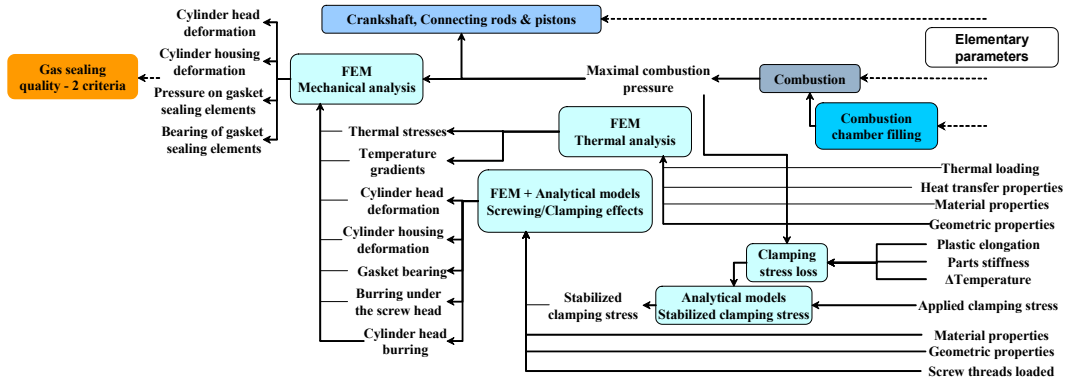 Cylinder head
deformation
Cylinder housing
deformation
Pressure on gasket
sealing elements
Bearing of gasket
sealing elements
Gas sealing
quality - 2 criteria
Crankshaft, Connecting rods & pistons
Elementary
parameters
FEM
Mechanical analysis
Maximal combustion
pressure
Combustion
Combustion
chamber filling
FEM
Thermal analysis
Thermal stresses
Temperature
gradients
Cylinder head
deformation
Cylinder housing
deformation
Gasket bearing
Burring under
the screw head
Cylinder head
burring
FEM + Analytical models
Screwing/Clamping effects
Thermal loading
Heat transfer properties
Material properties
Geometric properties
Plastic elongation
Parts stiffness
ΔTemperature
Clamping
stress loss
Stabilized
clamping stress
Analytical models
Stabilized clamping stress
Applied clamping stress
Material properties
Geometric properties
Screw threads loaded